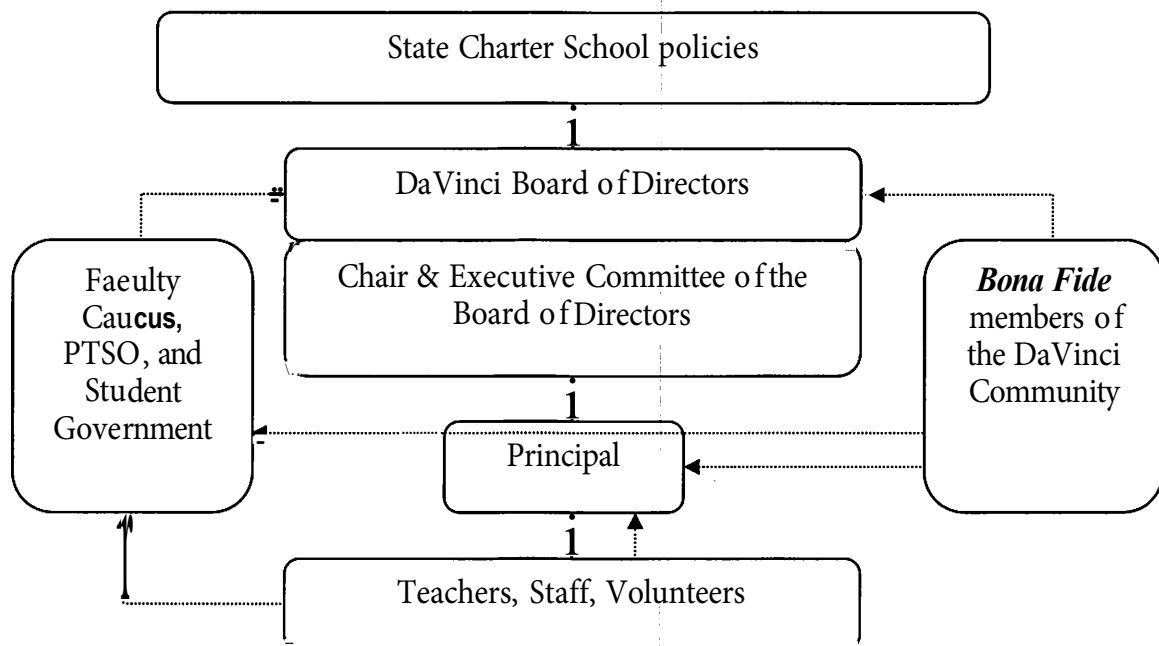 State Charter School policies
i
DaVinci Board of Directors
Chair & Executive Committee of the
Board of Directors
Faeulty
Caucus,
PTSO, and
Student
Government
Bona Fide
members of
the DaVinci
Community
i
Principal
i
Teachers, Staff, Volunteers